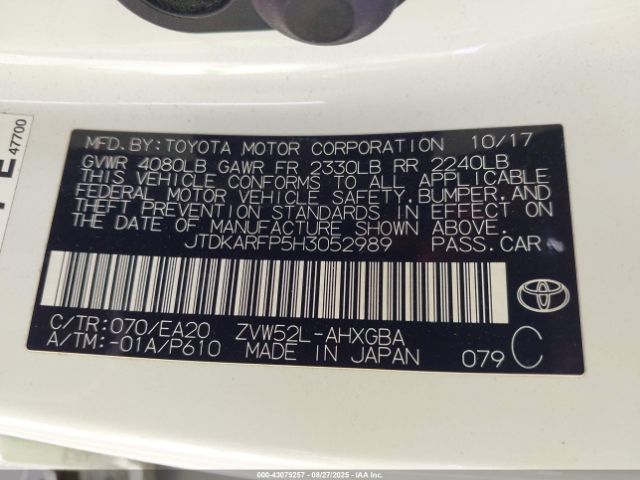 MFD.BY:TOYOTA MOTOR CORPORATION 10/17
GVWR 4080LB GAWR FR 2330LB RR 2240LB
THIS VEHICLE CONFORMS TO ALL APPLICABLE
FEDERAL MOTOR VEHICLE SAFETY,BUMPER,AND
THEFT PREVENTION STANDARDS IN EFFECT ON
THE DATE OF MANUFACTURE SHOWN ABOVE.
JTDKARFP5H3052989 PASS.CAR
C/TR:070/EA20 ZVW52L-AHXGBA
A/TM:-01A/P610 MADE IN JAPAN 079 C
47700
000-43079257 - 08/27/2025 - IAAI.COM